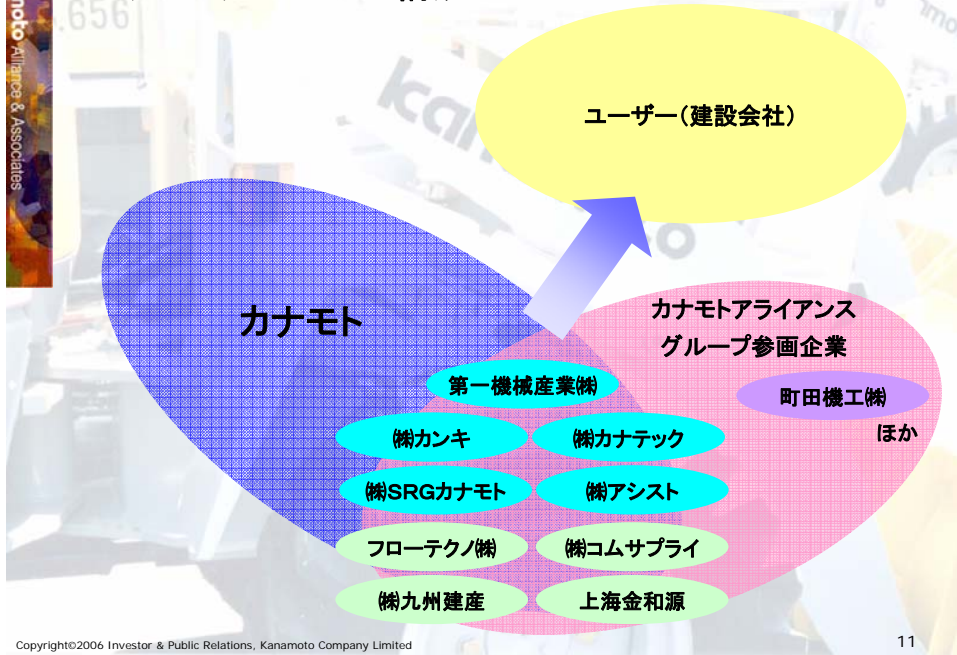 .656
moto Alliance & Associates
kanamoto
ユーザー(建設会社)
カナモト
カナモトアライアンス
グループ参画企業
第一機械産業㈱
町田機工㈱
ほか
㈱カンキ
㈱カナテック
㈱SRGカナモト
㈱アシスト
フローテクノ㈱
㈱コムサプライ
㈱九州建産
上海金和源
Copyright©2006 Investor & Public Relations, Kanamoto Company Limited
11